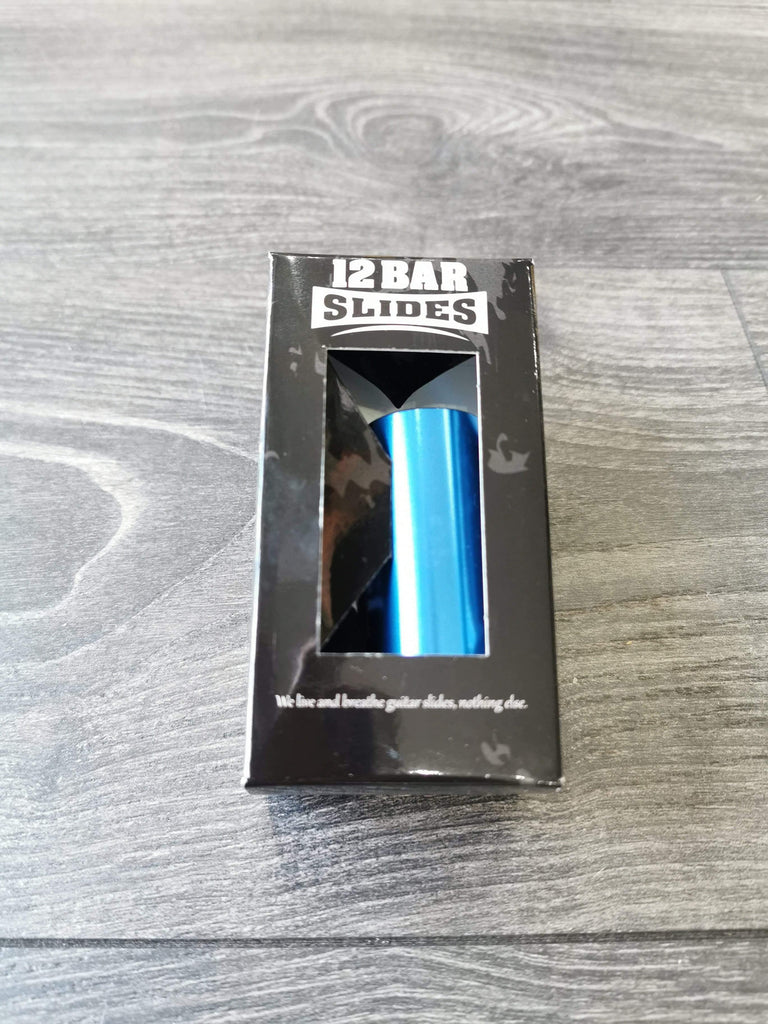 12 BAR
SLIDES
We live and breathe guitar slides, nothing else.